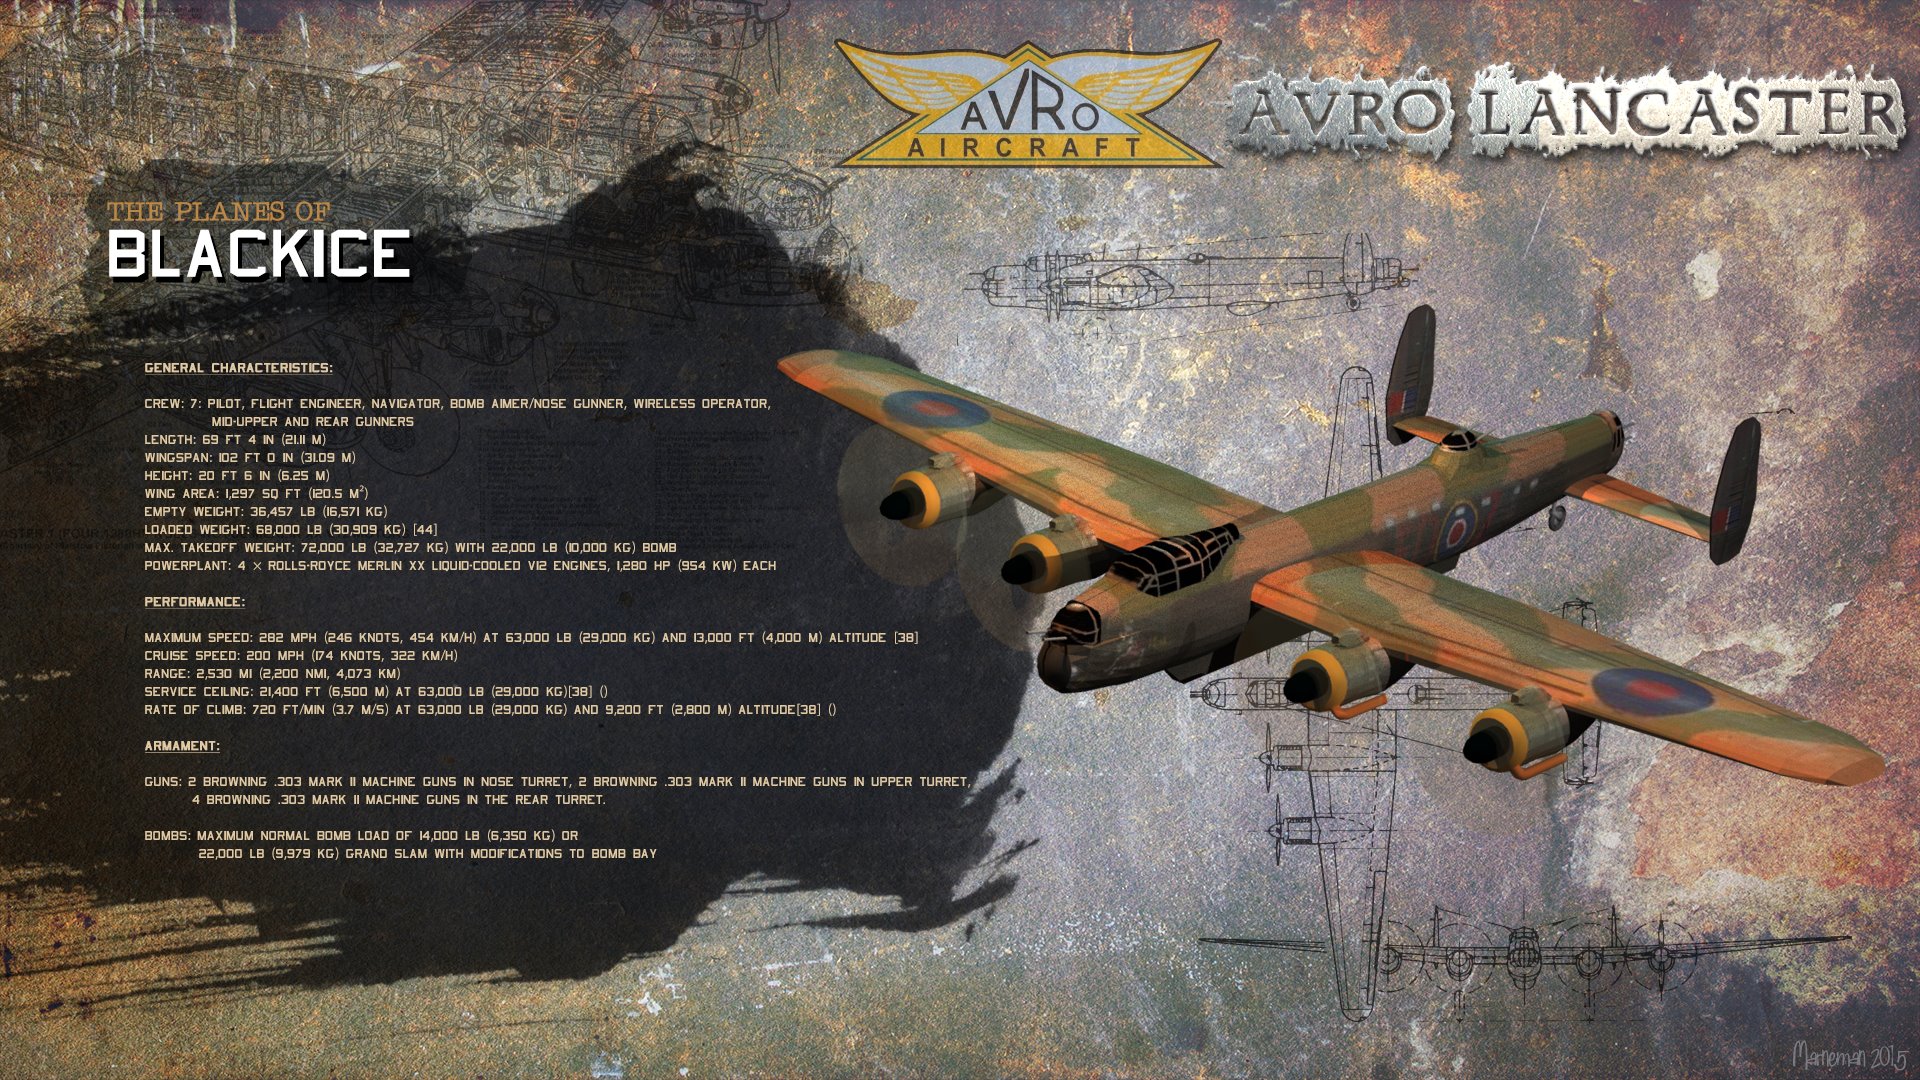 AVRO
AIRCRAFT
AVRO LANCASTER
THE PLANES OF
BLACKICE
GENERAL CHARACTERISTICS:
CREW: 7: PILOT, FLIGHT ENGINEER, NAVIGATOR, BOMB AIMER/NOSE GUNNER, WIRELESS OPERATOR,
MID-UPPER AND REAR GUNNERS
LENGTH: 69 FT 4 IN (21.11 M)
WINGSPAN: 102 FT 0 IN (31.09 M)
HEIGHT: 20 FT 6 IN (6.25 M)
WING AREA: 1,297 SQ FT (120.5 M²)
EMPTY WEIGHT: 36,457 LB (16,571 KG)
LOADED WEIGHT: 68,000 LB (30,909 KG) [44]
MAX. TAKEOFF WEIGHT: 72,000 LB (32,727 KG) WITH 22,000 LB (10,000 KG) BOMB
POWERPLANT: 4 × ROLLS-ROYCE MERLIN XX LIQUID-COOLED V12 ENGINES, 1,280 HP (954 KW) EACH
PERFORMANCE:
MAXIMUM SPEED: 282 MPH (246 KNOTS, 454 KM/H) AT 63,000 LB (29,000 KG) AND 13,000 FT (4,000 M) ALTITUDE [38]
CRUISE SPEED: 200 MPH (174 KNOTS, 322 KM/H)
RANGE: 2,530 MI (2,200 NMI, 4,073 KM)
SERVICE CEILING: 21,400 FT (6,500 M) AT 63,000 LB (29,000 KG)[38] ()
RATE OF CLIMB: 720 FT/MIN (3.7 M/S) AT 63,000 LB (29,000 KG) AND 9,200 FT (2,800 M) ALTITUDE[38] ()
ARMAMENT:
GUNS: 2 BROWNING .303 MARK II MACHINE GUNS IN NOSE TURRET, 2 BROWNING .303 MARK II MACHINE GUNS IN UPPER TURRET,
4 BROWNING .303 MARK II MACHINE GUNS IN THE REAR TURRET.
BOMBS: MAXIMUM NORMAL BOMB LOAD OF 14,000 LB (6,350 KG) OR
22,000 LB (9,979 KG) GRAND SLAM WITH MODIFICATIONS TO BOMB BAY
Marneman 2015